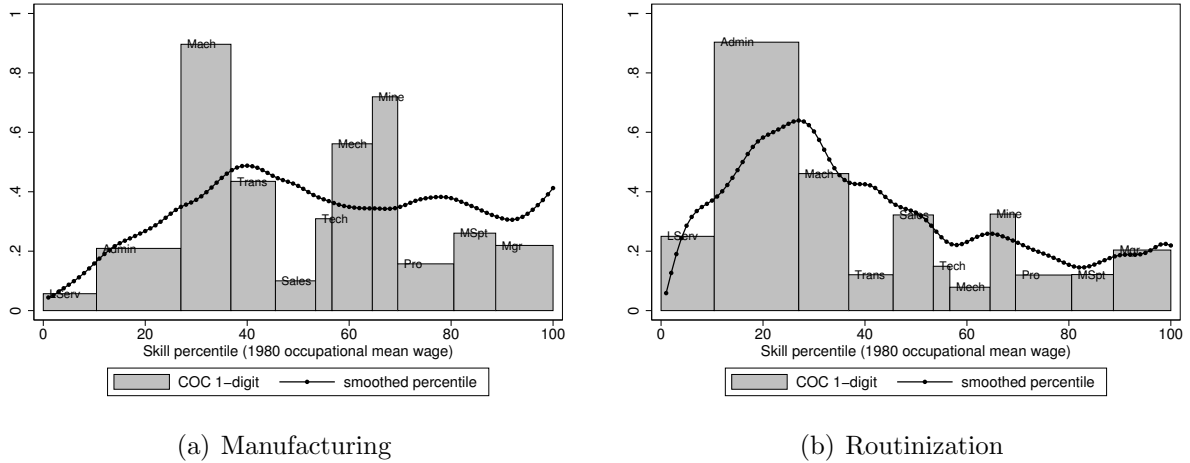 0 .2 .4 .6 .8 1
LServ Admin Mach Trans Sales Tech Mech Mine Pro MSpt Mgr
0 20 40 60 80 100
Skill percentile (1980 occupational mean wage)
COC 1-digit smoothed percentile
(a) Manufacturing
0 .2 .4 .6 .8 1
LServ Admin Mach Trans Sales Tech Mech Mine Pro MSpt Mgr
0 20 40 60 80 100
Skill percentile (1980 occupational mean wage)
COC 1-digit smoothed percentile
(b) Routinization